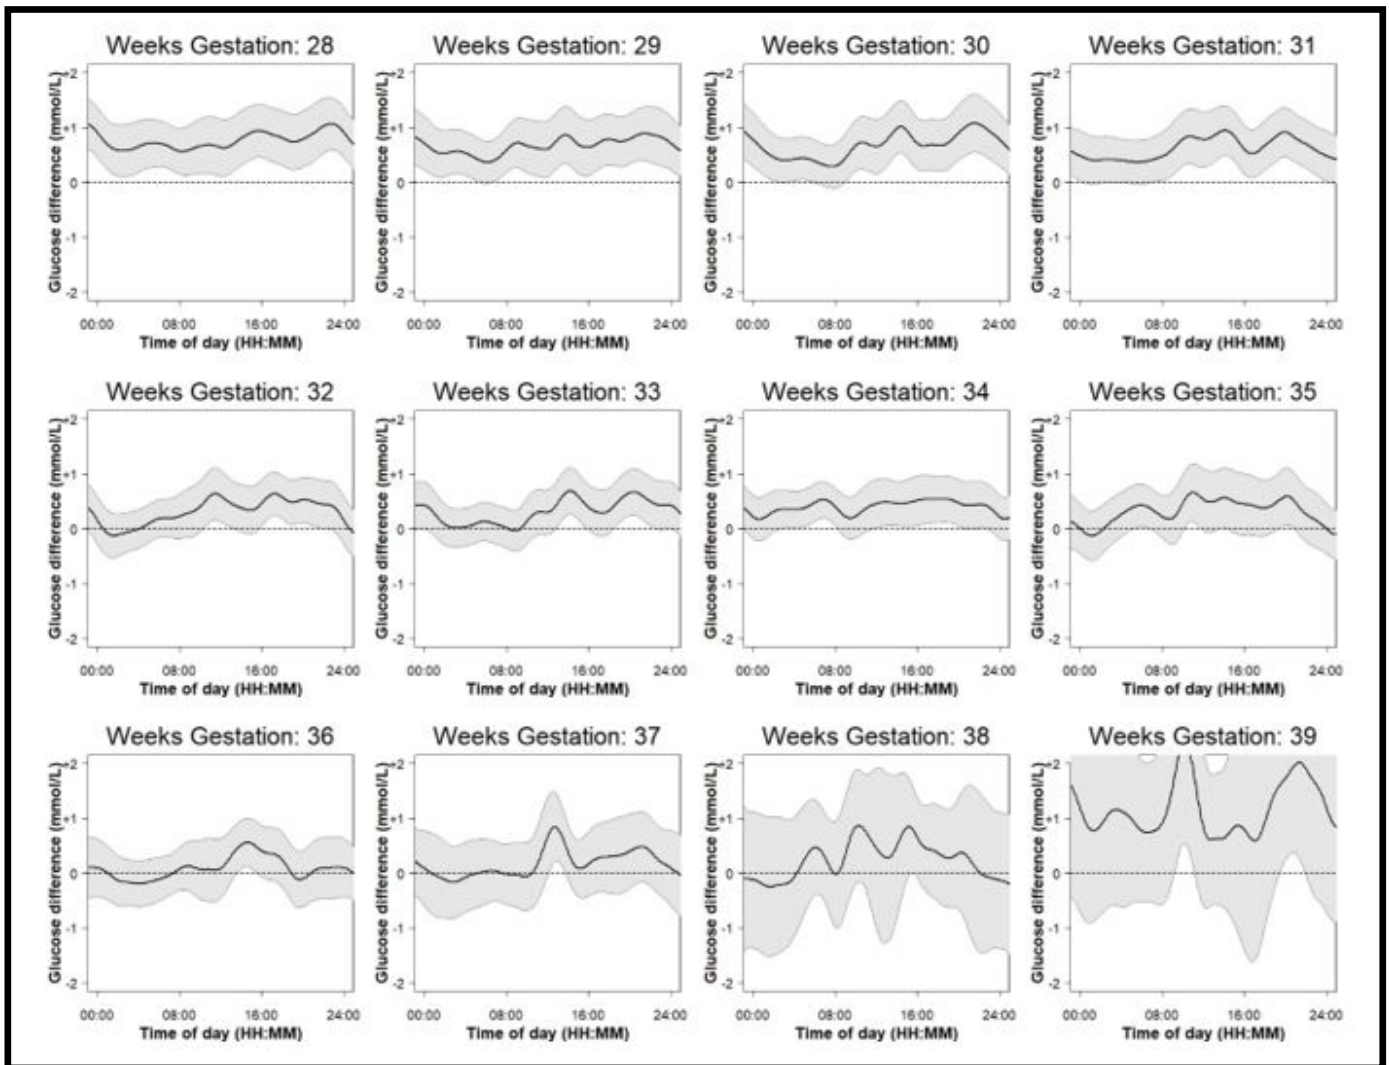 Weeks Gestation: 28 Weeks Gestation: 29 Weeks Gestation: 30 Weeks Gestation: 31
Glucose difference (mmol/L) Glucose difference (mmol/L) Glucose difference (mmol/L) Glucose difference (mmol/L)
+2 +2 +2 +2
+1 +1 +1 +1
0 0 0 0
-1 -1 -1 -1
-2 -2 -2 -2
00:00 08:00 16:00 24:00 00:00 08:00 16:00 24:00 00:00 08:00 16:00 24:00 00:00 08:00 16:00 24:00
Time of day (HH:MM) Time of day (HH:MM) Time of day (HH:MM) Time of day (HH:MM)
Weeks Gestation: 32 Weeks Gestation: 33 Weeks Gestation: 34 Weeks Gestation: 35
Glucose difference (mmol/L) Glucose difference (mmol/L) Glucose difference (mmol/L) Glucose difference (mmol/L)
+2 +2 +2 +2
+1 +1 +1 +1
0 0 0 0
-1 -1 -1 -1
-2 -2 -2 -2
00:00 08:00 16:00 24:00 00:00 08:00 16:00 24:00 00:00 08:00 16:00 24:00 00:00 08:00 16:00 24:00
Time of day (HH:MM) Time of day (HH:MM) Time of day (HH:MM) Time of day (HH:MM)
Weeks Gestation: 36 Weeks Gestation: 37 Weeks Gestation: 38 Weeks Gestation: 39
Glucose difference (mmol/L) Glucose difference (mmol/L) Glucose difference (mmol/L) Glucose difference (mmol/L)
+2 +2 +2 +2
+1 +1 +1 +1
0 0 0 0
-1 -1 -1 -1
-2 -2 -2 -2
00:00 08:00 16:00 24:00 00:00 08:00 16:00 24:00 00:00 08:00 16:00 24:00 00:00 08:00 16:00 24:00
Time of day (HH:MM) Time of day (HH:MM) Time of day (HH:MM) Time of day (HH:MM)